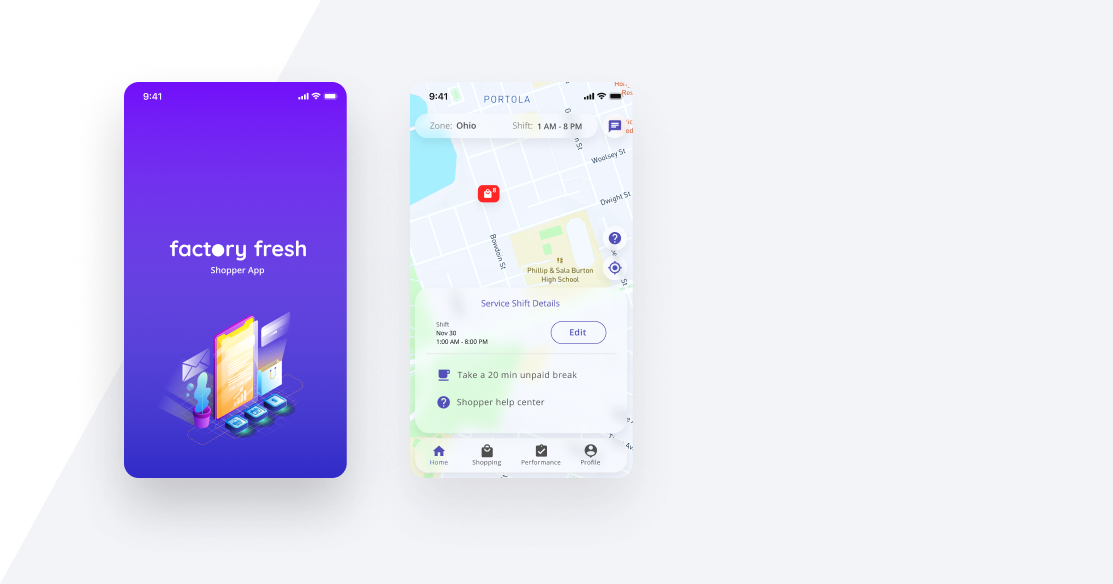 9:41
factory fresh
Shopper App
9:41
PORTOLA
Zone: Ohio
Shift: 1 AM - 8 PM
Woolsey St
Dwight St
Bowdoin St
8
Phillip & Sala Burton
High School
Service Shift Details
Shift
Nov 30
1:00 AM - 8:00 PM
Edit
Take a 20 min unpaid break
Shopper help center
Home
Shopping
Performance
Profile